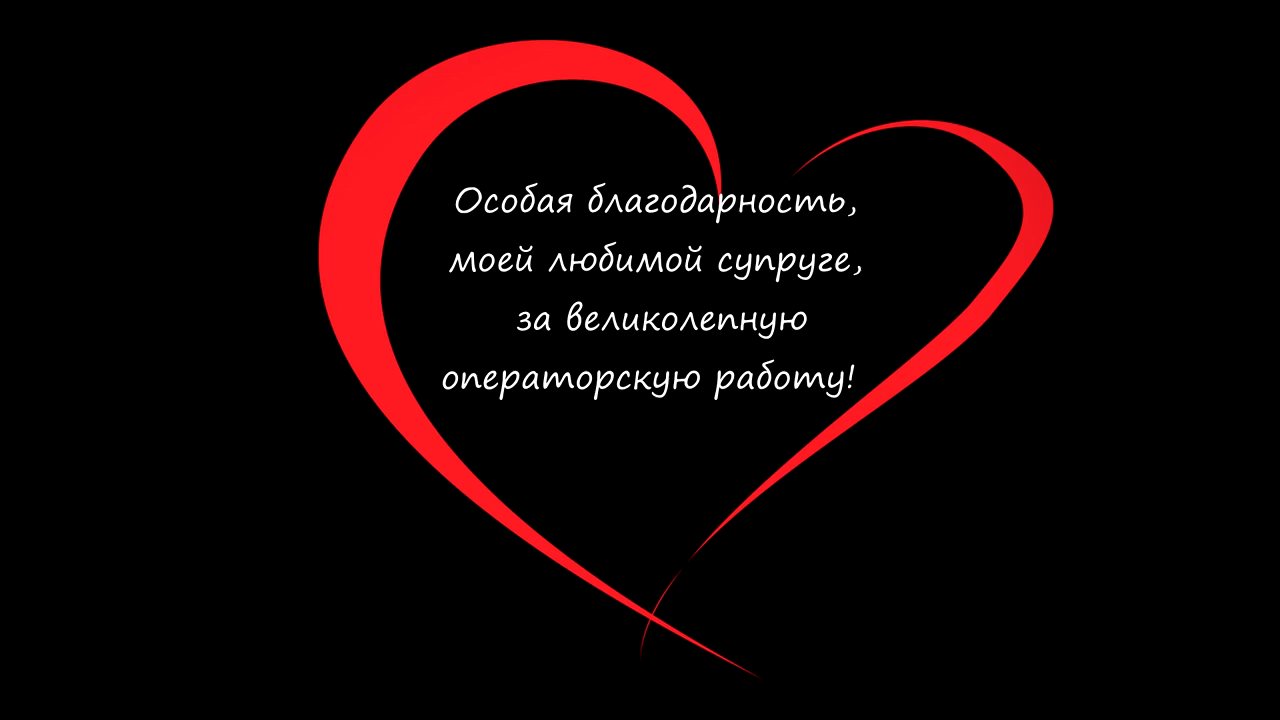 Особая благодарность,
моей любимой супруге,
за великолепную
операторскую работу!